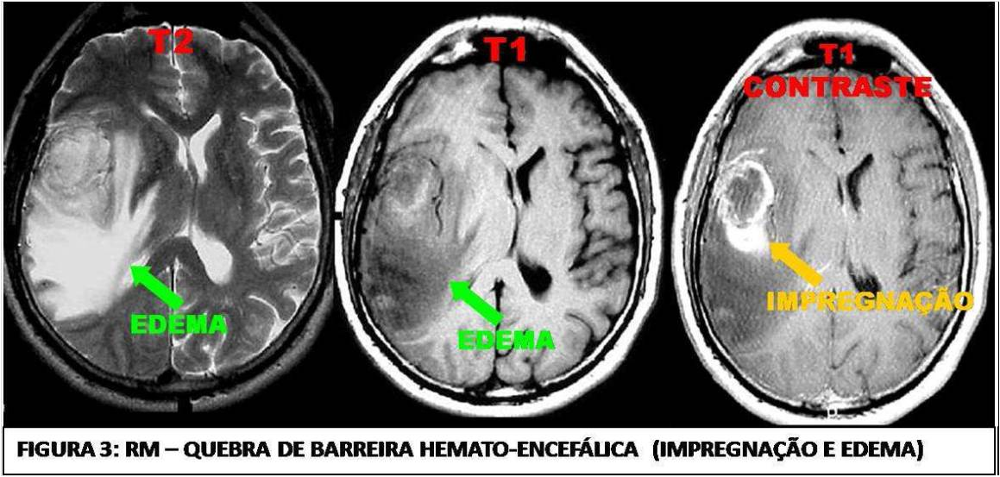 T2
EDEMA
T1
EDEMA
T1
CONTRASTE
IMPREGNAÇÃO
FIGURA 3: RM – QUEBRA DE BARREIRA HEMATO-ENCEFÁLICA (IMPREGNAÇÃO E EDEMA)